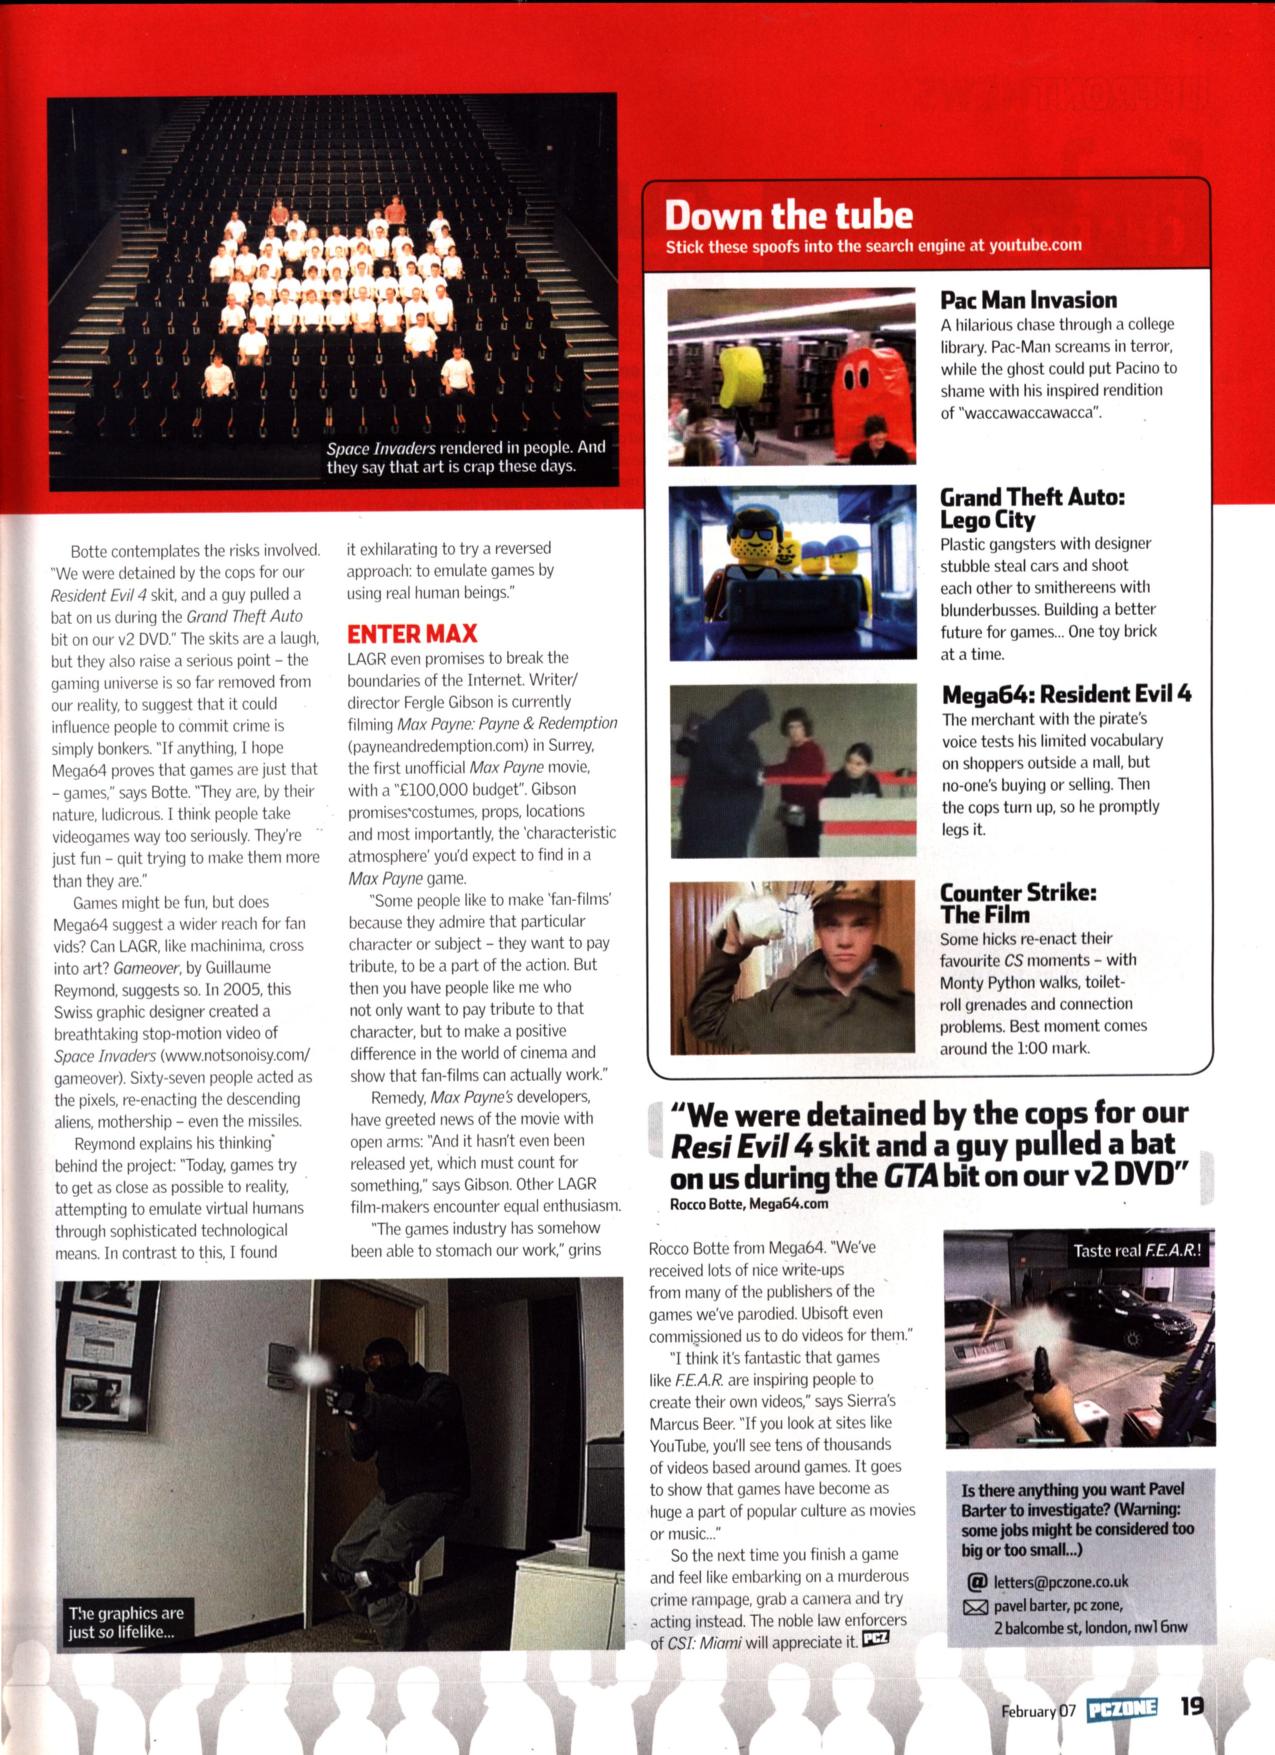 Space Invaders rendered in people. And
they say that art is crap these days.
Botte contemplates the risks involved.
"We were detained by the cops for our
Resident Evil 4 skit, and a guy pulled a
bat on us during the Grand Theft Auto
bit on our v2 DVD." The skits are a laugh,
but they also raise a serious point – the
gaming universe is so far removed from
our reality, to suggest that it could
influence people to commit crime is
simply bonkers. "If anything, I hope
Mega64 proves that games are just that
– games," says Botte. "They are, by their
nature, ludicrous. I think people take
videogames way too seriously. They're
just fun – quit trying to make them more
than they are."
Games might be fun, but does
Mega64 suggest a wider reach for fan
vids? Can LAGR, like machinima, cross
into art? Gameover, by Guillaume
Reymond, suggests so. In 2005, this
Swiss graphic designer created a
breathtaking stop-motion video of
Space Invaders (www.notsonoisy.com/
gameover). Sixty-seven people acted as
the pixels, re-enacting the descending
aliens, mothership – even the missiles.
Reymond explains his thinking
behind the project: "Today, games try
to get as close as possible to reality,
attempting to emulate virtual humans
through sophisticated technological
means. In contrast to this, I found
it exhilarating to try a reversed
approach: to emulate games by
using real human beings."
ENTER MAX
LAGR even promises to break the
boundaries of the Internet. Writer/
director Fergle Gibson is currently
filming Max Payne: Payne & Redemption
(payneandredemption.com) in Surrey,
the first unofficial Max Payne movie,
with a "£100,000 budget". Gibson
promises costumes, props, locations
and most importantly, the 'characteristic
atmosphere' you'd expect to find in a
Max Payne game.
"Some people like to make 'fan-films'
because they admire that particular
character or subject – they want to pay
tribute, to be a part of the action. But
then you have people like me who
not only want to pay tribute to that
character, but to make a positive
difference in the world of cinema and
show that fan-films can actually work."
Remedy, Max Payne's developers,
have greeted news of the movie with
open arms: "And it hasn't even been
released yet, which must count for
something," says Gibson. Other LAGR
film-makers encounter equal enthusiasm.
"The games industry has somehow
been able to stomach our work," grins
The graphics are
just so lifelike...
Down the tube
Stick these spoofs into the search engine at youtube.com
Pac Man Invasion
A hilarious chase through a college
library. Pac-Man screams in terror,
while the ghost could put Pacino to
shame with his inspired rendition
of "waccawaccawacca".
Grand Theft Auto:
Lego City
Plastic gangsters with designer
stubble steal cars and shoot
each other to smithereens with
blunderbusses. Building a better
future for games... One toy brick
at a time.
Mega64: Resident Evil 4
The merchant with the pirate's
voice tests his limited vocabulary
on shoppers outside a mall, but
no-one's buying or selling. Then
the cops turn up, so he promptly
legs it.
Counter Strike:
The Film
Some hicks re-enact their
favourite CS moments – with
Monty Python walks, toilet-
roll grenades and connection
problems. Best moment comes
around the 1:00 mark.
"We were detained by the cops for our
Resi Evil 4 skit and a guy pulled a bat
on us during the GTA bit on our v2 DVD"
Rocco Botte, Mega64.com
Rocco Botte from Mega64. "We've
received lots of nice write-ups
from many of the publishers of the
games we've parodied. Ubisoft even
commissioned us to do videos for them."
"I think it's fantastic that games
like F.E.A.R. are inspiring people to
create their own videos," says Sierra's
Marcus Beer. "If you look at sites like
YouTube, you'll see tens of thousands
of videos based around games. It goes
to show that games have become as
huge a part of popular culture as movies
or music..."
So the next time you finish a game
and feel like embarking on a murderous
crime rampage, grab a camera and try
acting instead. The noble law enforcers
of CSI: Miami will appreciate it. PCZ
Taste real F.E.A.R.!
Is there anything you want Pavel
Barter to investigate? (Warning:
some jobs might be considered too
big or too small...)
@ letters@pczone.co.uk
pavel barter, pc zone,
2 balcombe st, london, nw1 6nw
February 07 PCZONE 19